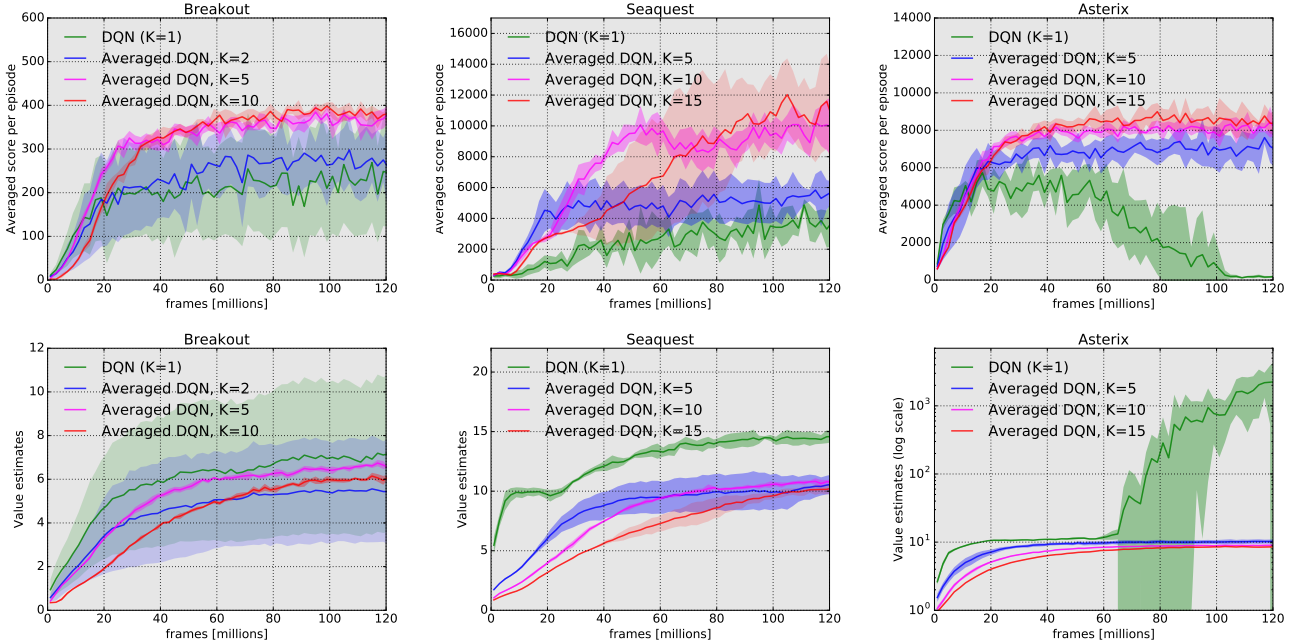 Breakout
600
500
400
300
200
100
0
Averaged score per episode
DQN (K=1)
Averaged DQN, K=2
Averaged DQN, K=5
Averaged DQN, K=10
0 20 40 60 80 100 120
frames [millions]
Seaquest
16000
14000
12000
10000
8000
6000
4000
2000
0
Averaged score per episode
DQN (K=1)
Averaged DQN, K=5
Averaged DQN, K=10
Averaged DQN, K=15
0 20 40 60 80 100 120
frames [millions]
Asterix
14000
12000
10000
8000
6000
4000
2000
0
Averaged score per episode
DQN (K=1)
Averaged DQN, K=5
Averaged DQN, K=10
Averaged DQN, K=15
0 20 40 60 80 100 120
frames [millions]
Breakout
12
10
8
6
4
2
0
Value estimates
DQN (K=1)
Averaged DQN, K=2
Averaged DQN, K=5
Averaged DQN, K=10
0 20 40 60 80 100 120
frames [millions]
Seaquest
20
15
10
5
0
Value estimates
DQN (K=1)
Averaged DQN, K=5
Averaged DQN, K=10
Averaged DQN, K=15
0 20 40 60 80 100 120
frames [millions]
Asterix
10³
10²
10¹
10⁰
Value estimates (log scale)
DQN (K=1)
Averaged DQN, K=5
Averaged DQN, K=10
Averaged DQN, K=15
0 20 40 60 80 100 120
frames [millions]